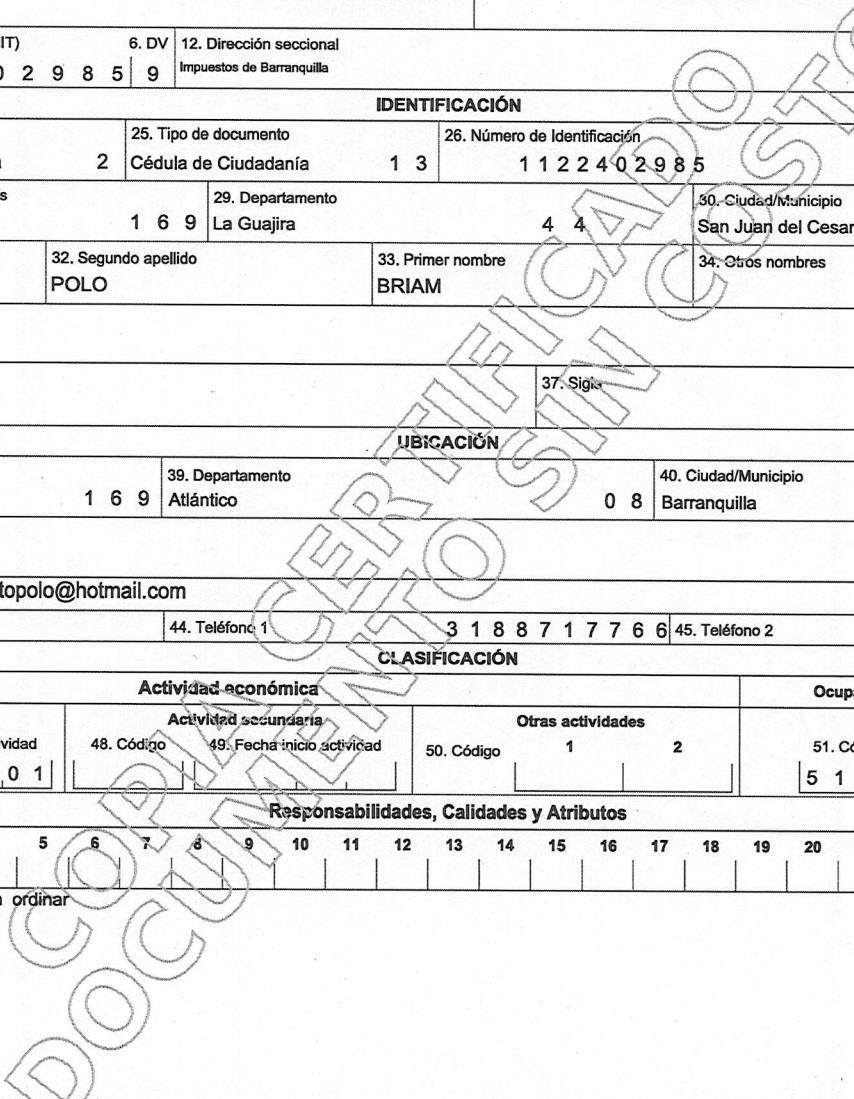 IT) 6. DV 12. Dirección seccional
0 2 9 8 5 9 Impuestos de Barranquilla
IDENTIFICACIÓN
25. Tipo de documento 26. Número de Identificación
2 Cédula de Ciudadanía 1 3 1 1 2 2 4 0 2 9 8 5
29. Departamento 30. Ciudad/Municipio
1 6 9 La Guajira 4 4 San Juan del Cesar
32. Segundo apellido 33. Primer nombre 34. Otros nombres
POLO BRIAM
37. Sigla
UBICACIÓN
39. Departamento 40. Ciudad/Municipio
1 6 9 Atlántico 0 8 Barranquilla
topolo@hotmail.com
44. Teléfono 1 3 1 8 8 7 1 7 7 6 6 45. Teléfono 2
CLASIFICACIÓN
Actividad económica Ocupa
Actividad secundaria Otras actividades
vidad 48. Código 49. Fecha inicio actividad 50. Código 1 2 51. Có
0 1 5 1
Responsabilidades, Calidades y Atributos
5 6 7 8 9 10 11 12 13 14 15 16 17 18 19 20
ordinar
COPIA CERTIFICADO
DOCUMENTO SIN COSTO